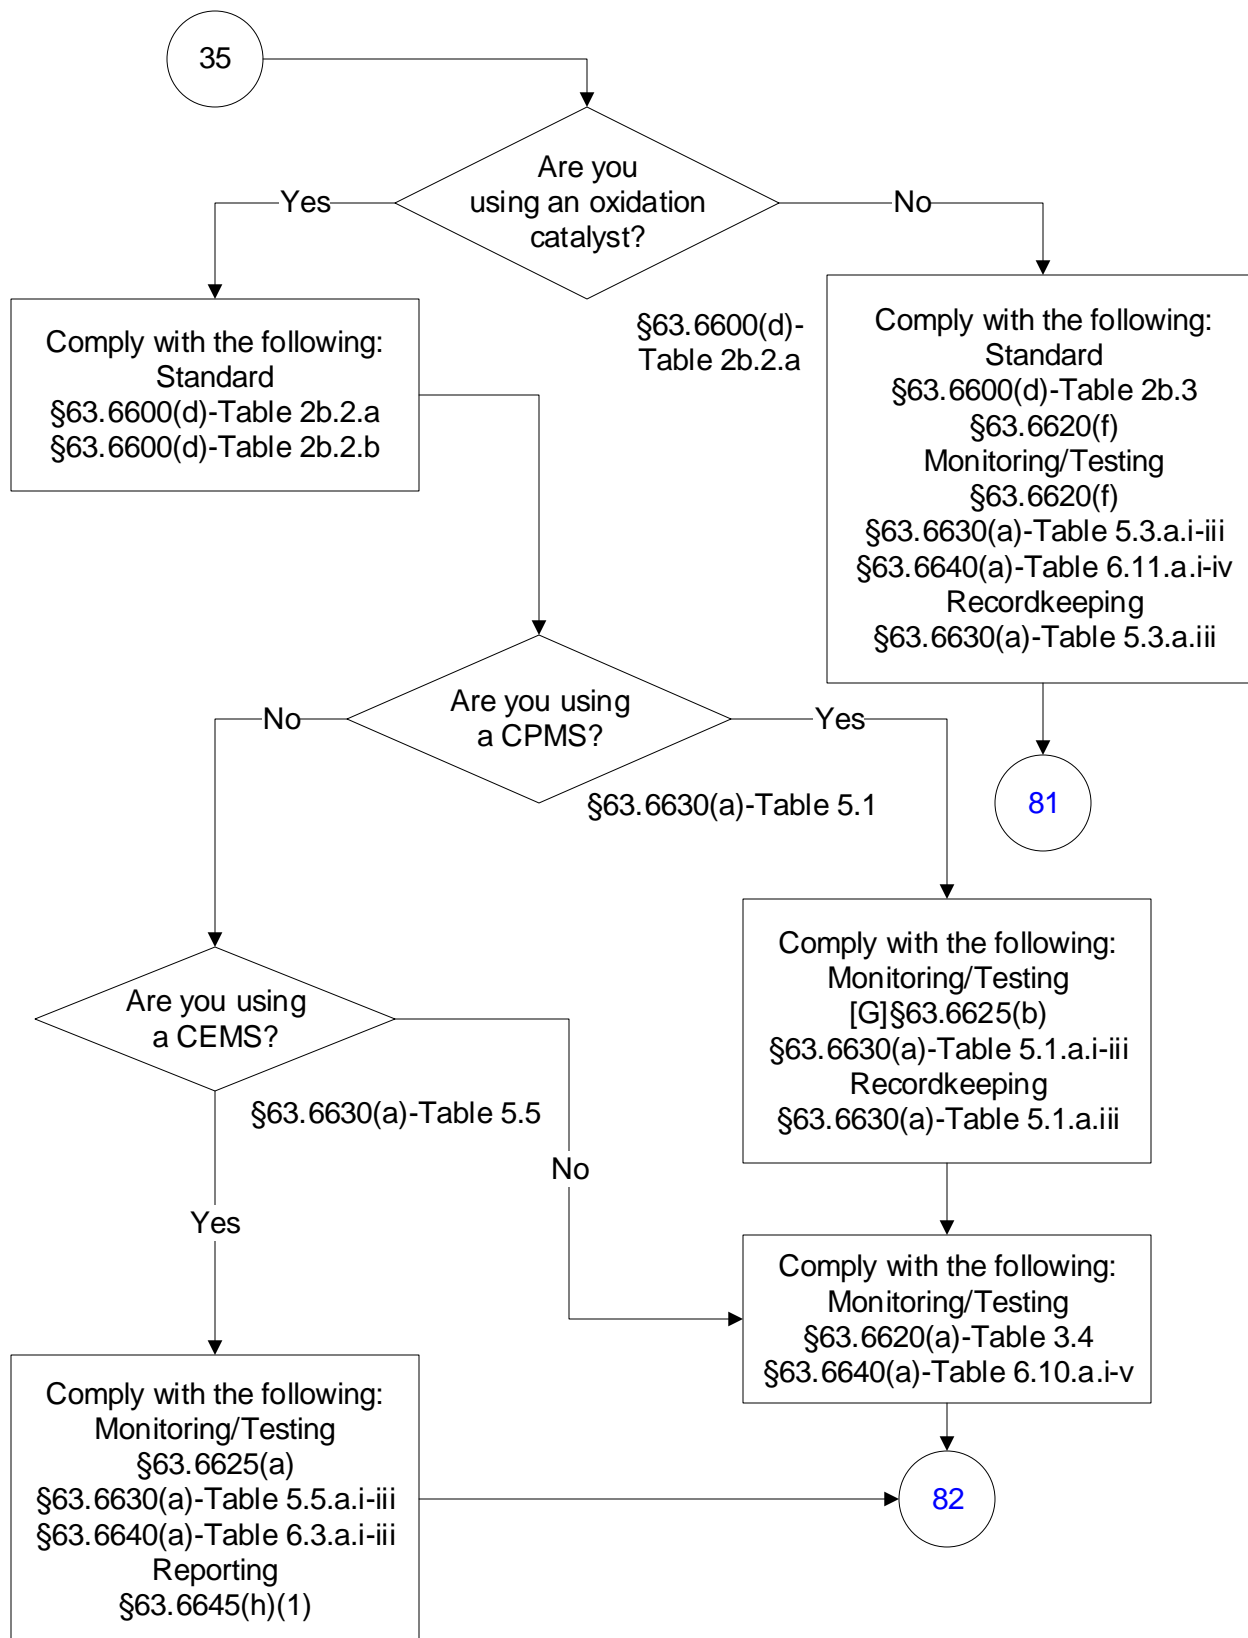 35
Are you
using an oxidation
catalyst?
Yes
No
§63.6600(d)-
Table 2b.2.a
Comply with the following:
Standard
§63.6600(d)-Table 2b.2.a
§63.6600(d)-Table 2b.2.b
Comply with the following:
Standard
§63.6600(d)-Table 2b.3
§63.6620(f)
Monitoring/Testing
§63.6620(f)
§63.6630(a)-Table 5.3.a.i-iii
§63.6640(a)-Table 6.11.a.i-iv
Recordkeeping
§63.6630(a)-Table 5.3.a.iii
81
Are you using
a CPMS?
No
Yes
§63.6630(a)-Table 5.1
Comply with the following:
Monitoring/Testing
[G]§63.6625(b)
§63.6630(a)-Table 5.1.a.i-iii
Recordkeeping
§63.6630(a)-Table 5.1.a.iii
Are you using
a CEMS?
§63.6630(a)-Table 5.5
No
Yes
Comply with the following:
Monitoring/Testing
§63.6620(a)-Table 3.4
§63.6640(a)-Table 6.10.a.i-v
Comply with the following:
Monitoring/Testing
§63.6625(a)
§63.6630(a)-Table 5.5.a.i-iii
§63.6640(a)-Table 6.3.a.i-iii
Reporting
§63.6645(h)(1)
82